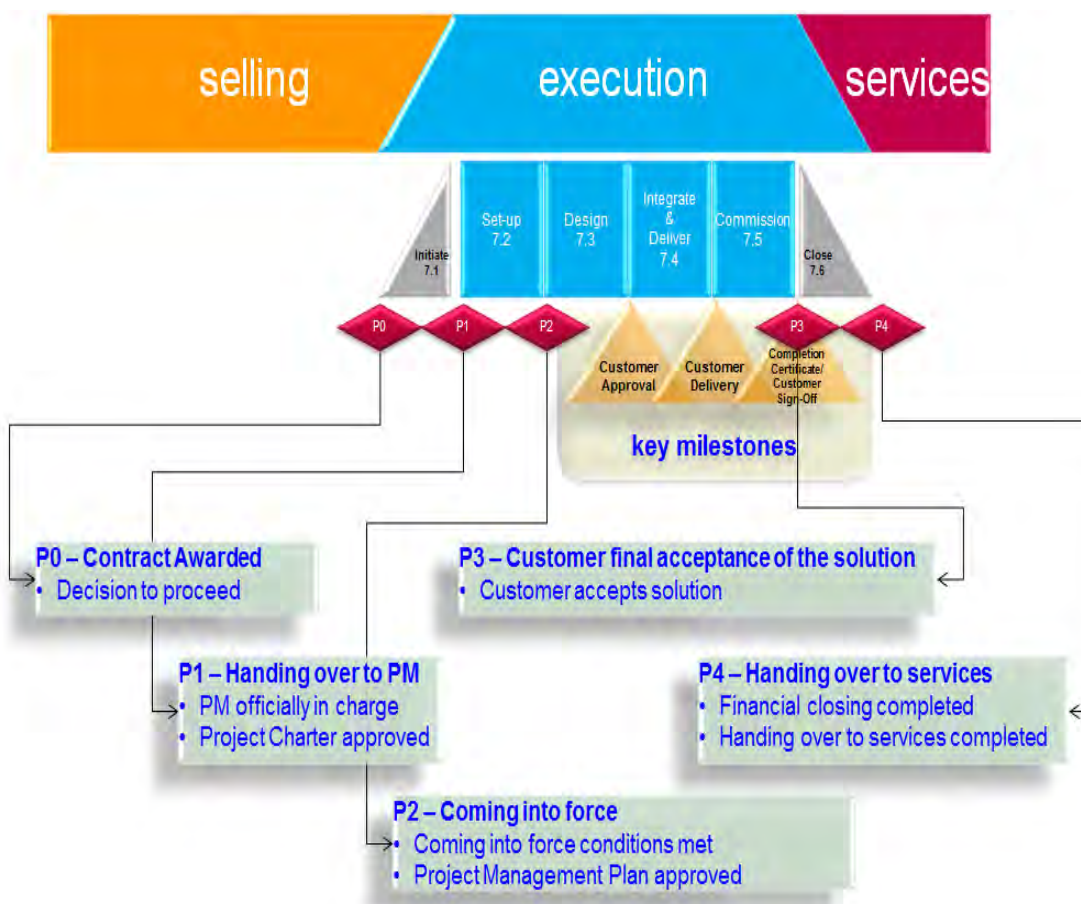 selling
execution
services
Initiate
7.1
Set-up
7.2
Design
7.3
Integrate
&
Deliver
7.4
Commission
7.5
Close
7.6
P0
P1
P2
P3
P4
Customer
Approval
Customer
Delivery
Completion
Certificate/
Customer
Sign-Off
key milestones
P0 – Contract Awarded
• Decision to proceed
P3 – Customer final acceptance of the solution
• Customer accepts solution
P1 – Handing over to PM
• PM officially in charge
• Project Charter approved
P4 – Handing over to services
• Financial closing completed
• Handing over to services completed
P2 – Coming into force
• Coming into force conditions met
• Project Management Plan approved